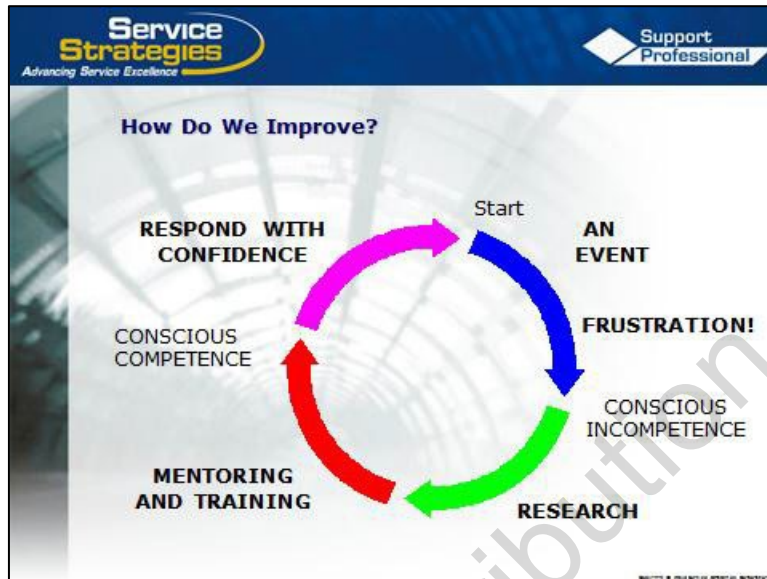 Service
Strategies
Advancing Service Excellence
Support
Professional
How Do We Improve?
Start
AN
EVENT
FRUSTRATION!
CONSCIOUS
INCOMPETENCE
RESEARCH
MENTORING
AND TRAINING
CONSCIOUS
COMPETENCE
RESPOND WITH
CONFIDENCE